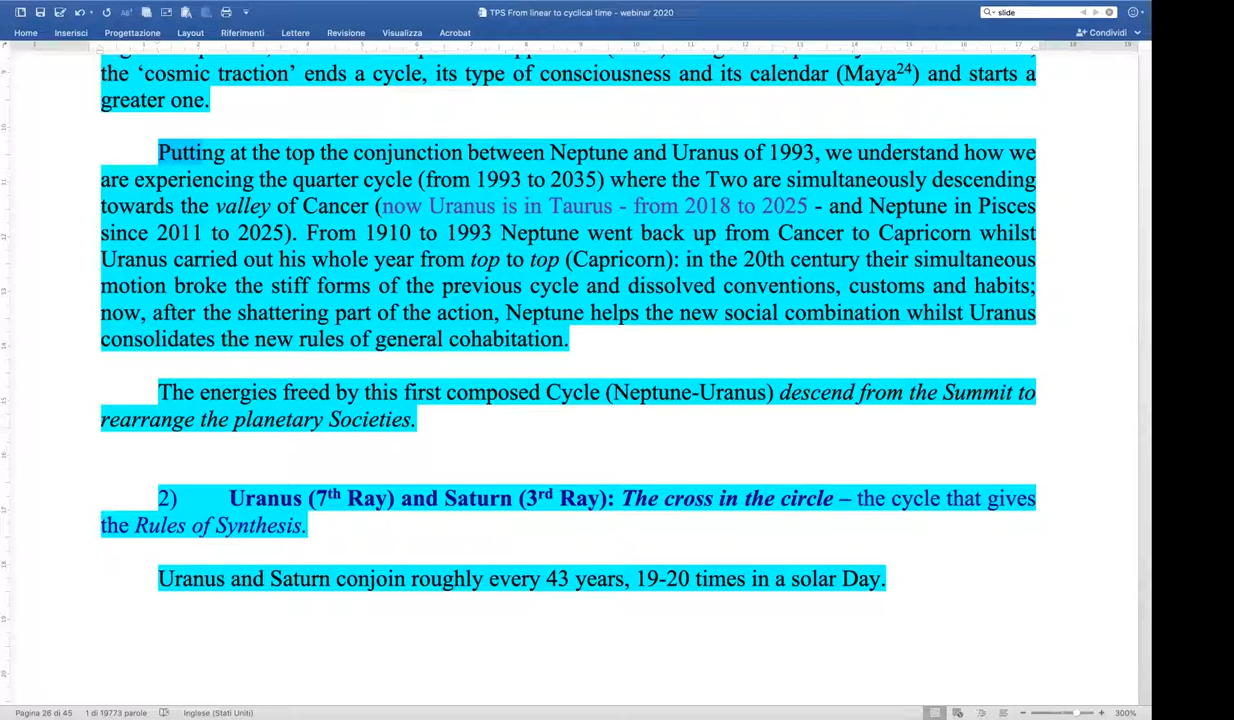 TPS From linear to cyclical time - webinar 2020
slide
Home Inserisci Progettazione Layout Riferimenti Lettere Revisione Visualizza Acrobat Condividi
the ‘cosmic traction’ ends a cycle, its type of consciousness and its calendar (Maya24) and starts a
greater one.
Putting at the top the conjunction between Neptune and Uranus of 1993, we understand how we
are experiencing the quarter cycle (from 1993 to 2035) where the Two are simultaneously descending
towards the valley of Cancer (now Uranus is in Taurus - from 2018 to 2025 - and Neptune in Pisces
since 2011 to 2025). From 1910 to 1993 Neptune went back up from Cancer to Capricorn whilst
Uranus carried out his whole year from top to top (Capricorn): in the 20th century their simultaneous
motion broke the stiff forms of the previous cycle and dissolved conventions, customs and habits;
now, after the shattering part of the action, Neptune helps the new social combination whilst Uranus
consolidates the new rules of general cohabitation.
The energies freed by this first composed Cycle (Neptune-Uranus) descend from the Summit to
rearrange the planetary Societies.
2) Uranus (7th Ray) and Saturn (3rd Ray): The cross in the circle – the cycle that gives
the Rules of Synthesis.
Uranus and Saturn conjoin roughly every 43 years, 19-20 times in a solar Day.
Pagina 26 di 45 1 di 19773 parole Inglese (Stati Uniti) 300%